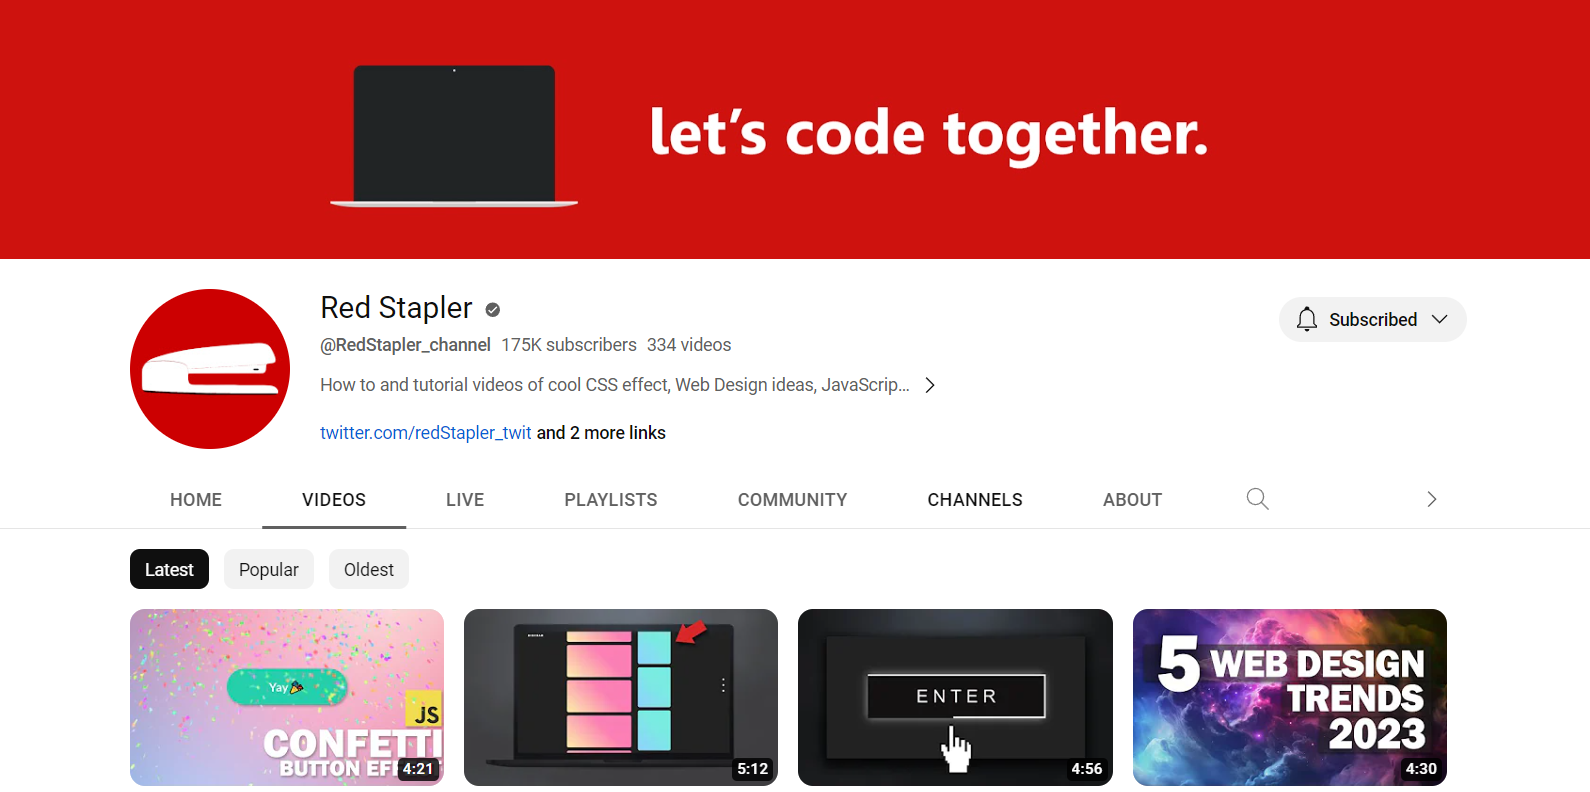 let’s code together.
Red Stapler
@RedStapler_channel 175K subscribers 334 videos
How to and tutorial videos of cool CSS effect, Web Design ideas, JavaScrip...
twitter.com/redStapler_twit and 2 more links
Subscribed
HOME VIDEOS LIVE PLAYLISTS COMMUNITY CHANNELS ABOUT
Latest Popular Oldest
Yay
JS
CONFETTI
BUTTON EF
4:21
5:12
ENTER
4:56
5 WEB DESIGN
TRENDS
2023
4:30